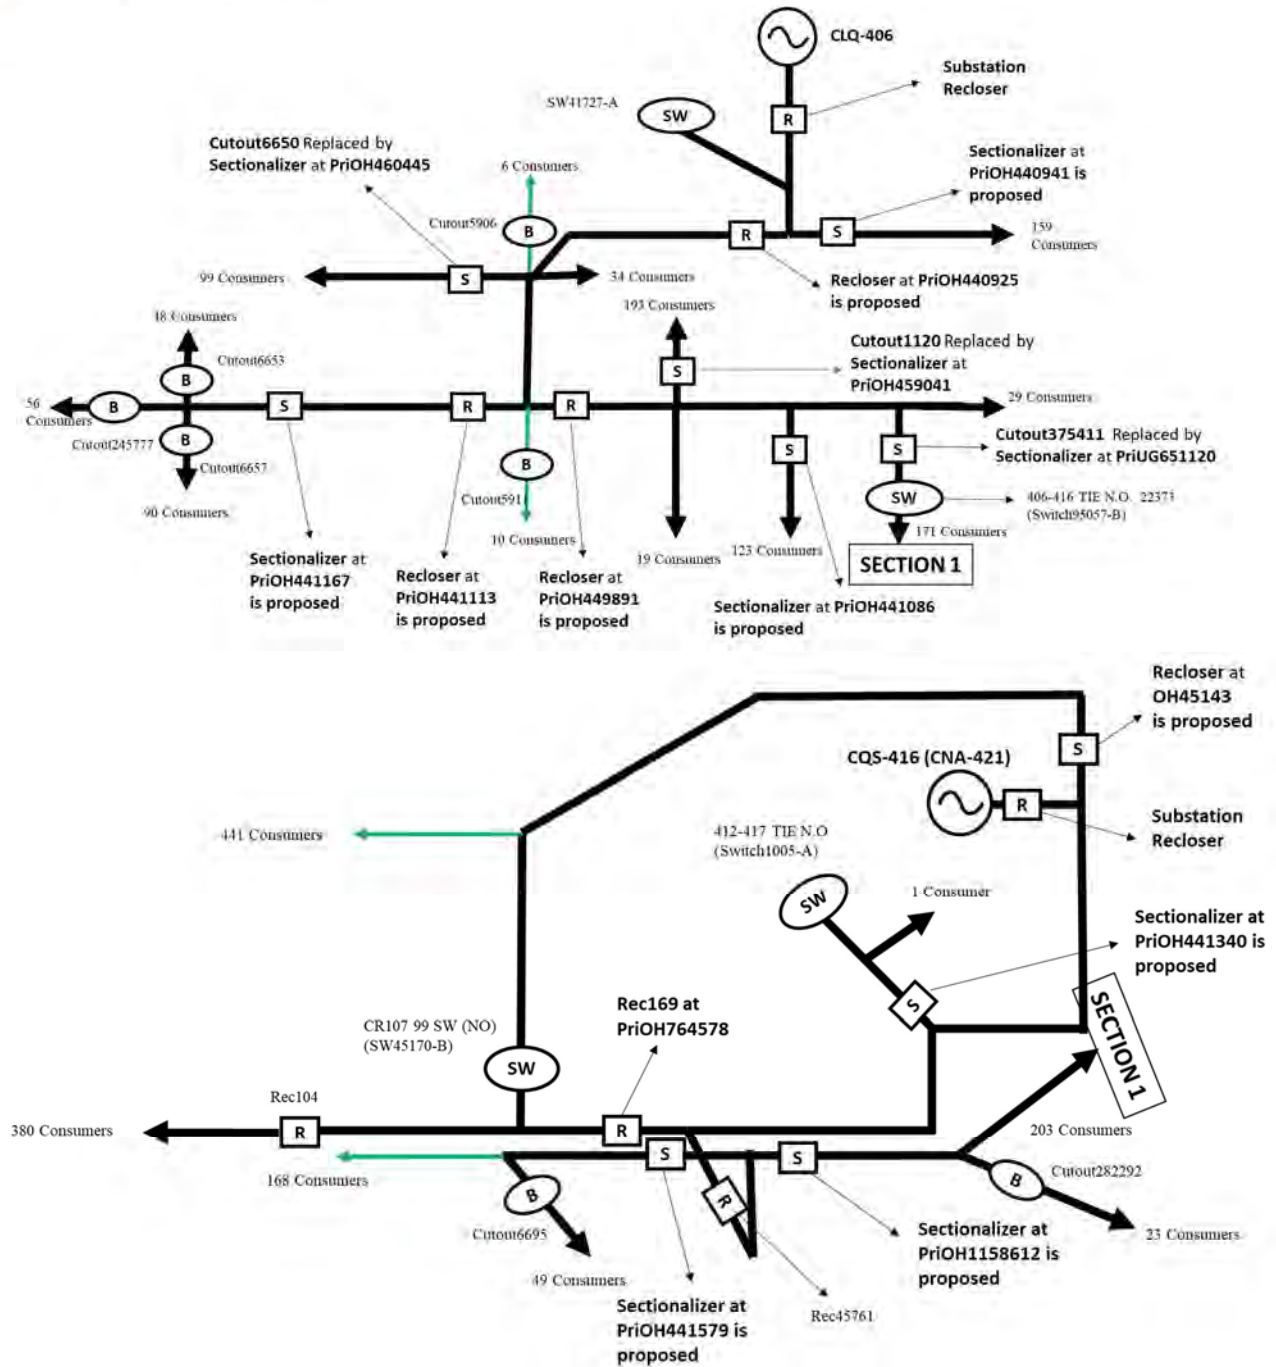 CLQ-406
Substation
Recloser
SW41727-A
SW
R
Cutout6650 Replaced by
Sectionalizer at PriOH460445
6 Consumers
Sectionalizer at
PriOH440941 is
proposed
Cutout5906
B
R
S
159
Consumers
99 Consumers
S
34 Consumers
Recloser at PriOH440925
is proposed
193 Consumers
48 Consumers
Cutout6653
B
S
Cutout1120 Replaced by
Sectionalizer at
PriOH459041
56
Consumers
B
S
R
R
29 Consumers
Cutout245777
B
Cutout6657
B
S
S
Cutout375411 Replaced by
Sectionalizer at PriUG651120
90 Consumers
Cutout591
SW
406-416 TIE N.O. 22373
(Switch95057-B)
10 Consumers
19 Consumers
123 Consumers
171 Consumers
SECTION 1
Sectionalizer at
PriOH441167
is proposed
Recloser at
PriOH441113
is proposed
Recloser at
PriOH449891
is proposed
Sectionalizer at PriOH441086
is proposed
Recloser at
OH45143
is proposed
S
CQS-416 (CNA-421)
R
Substation
Recloser
441 Consumers
412-417 TIE N.O
(Switch1005-A)
SW
1 Consumer
Sectionalizer at
PriOH441340 is
proposed
S
SECTION 1
Rec169 at
PriOH764578
CR107 99 SW (NO)
(SW45170-B)
SW
Rec104
380 Consumers
R
R
203 Consumers
168 Consumers
S
S
B
Cutout282292
B
R
Cutout6695
23 Consumers
Sectionalizer at
PriOH1158612 is
proposed
49 Consumers
Sectionalizer at
PriOH441579 is
proposed
Rec45761